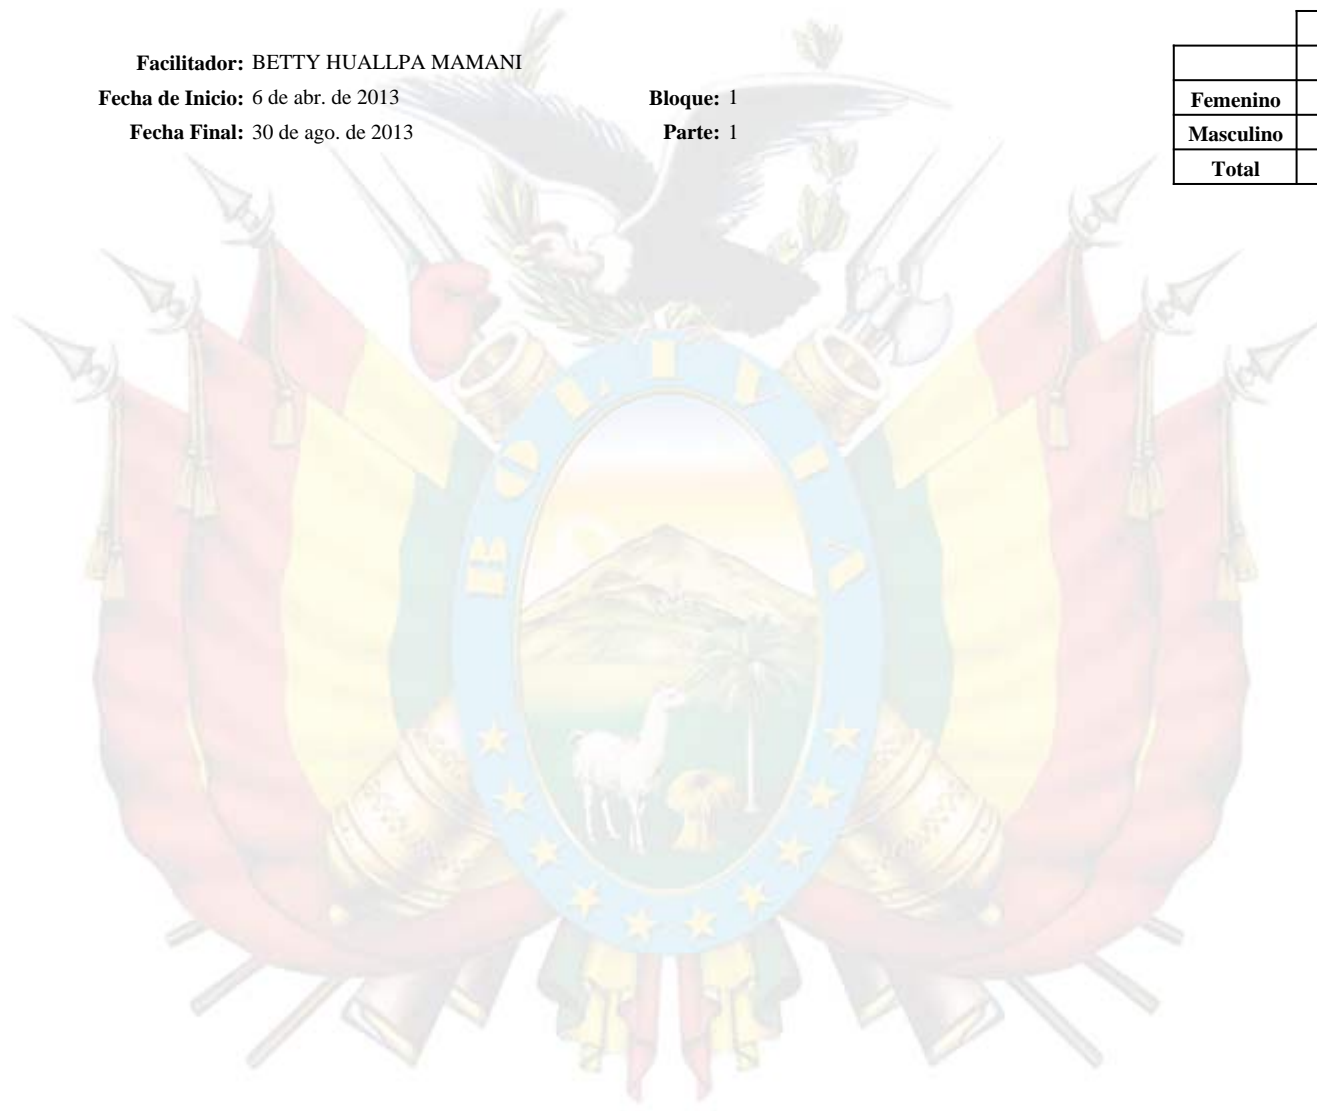 Facilitador: BETTY HUALLPA MAMANI
Fecha de Inicio: 6 de abr. de 2013 Bloque: 1
Fecha Final: 30 de ago. de 2013 Parte: 1
Femenino
Masculino
Total
BOLIVIA